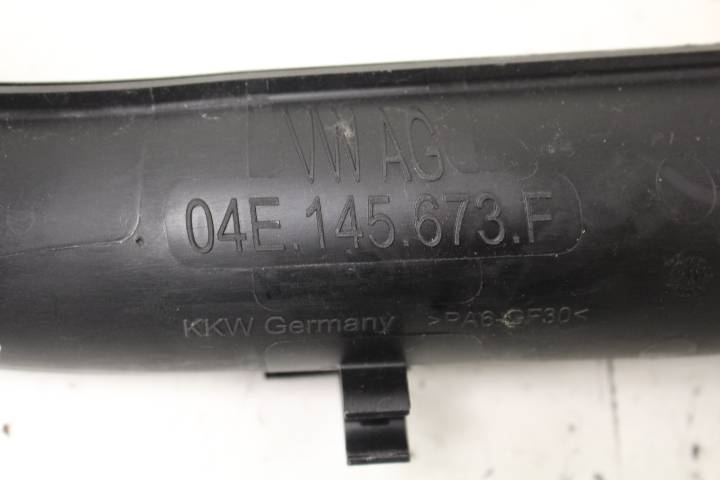 VW AG
04E.145.673.F
KKW Germany >PA6-GF30<